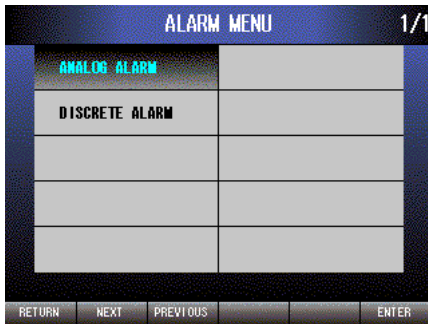 ALARM MENU 1/1
ANALOG ALARM
DISCRETE ALARM
RETURN NEXT PREVIOUS ENTER